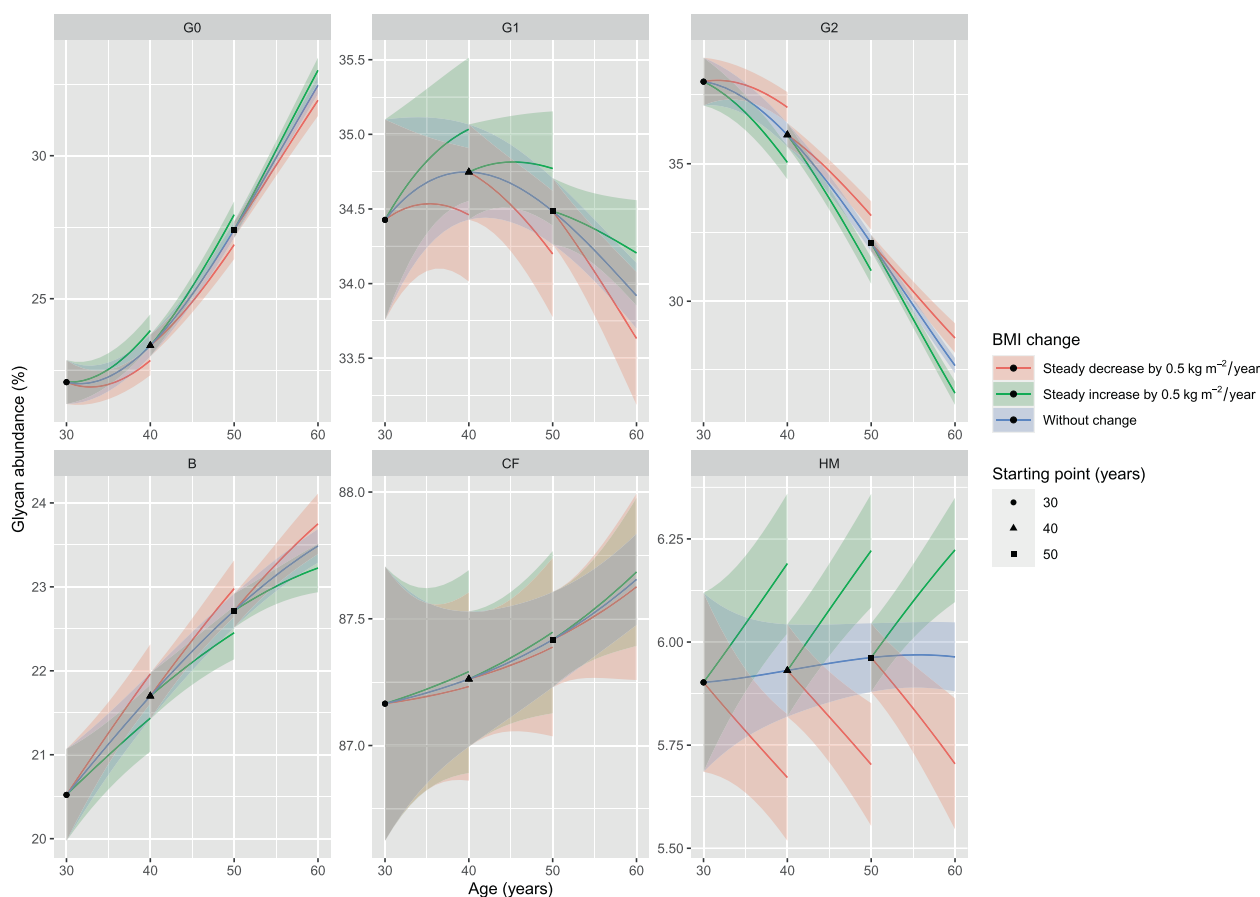 G0 G1 G2
35.5
35.0
34.5
34.0
33.5
30
25
35
30
30 40 50 60 30 40 50 60 30 40 50 60
Glycan abundance (%)
B CF HM
24
23
22
21
20
88.0
87.5
87.0
6.25
6.00
5.75
5.50
30 40 50 60 30 40 50 60 30 40 50 60
Age (years)
BMI change
Steady decrease by 0.5 kg m⁻²/year
Steady increase by 0.5 kg m⁻²/year
Without change
Starting point (years)
30
40
50